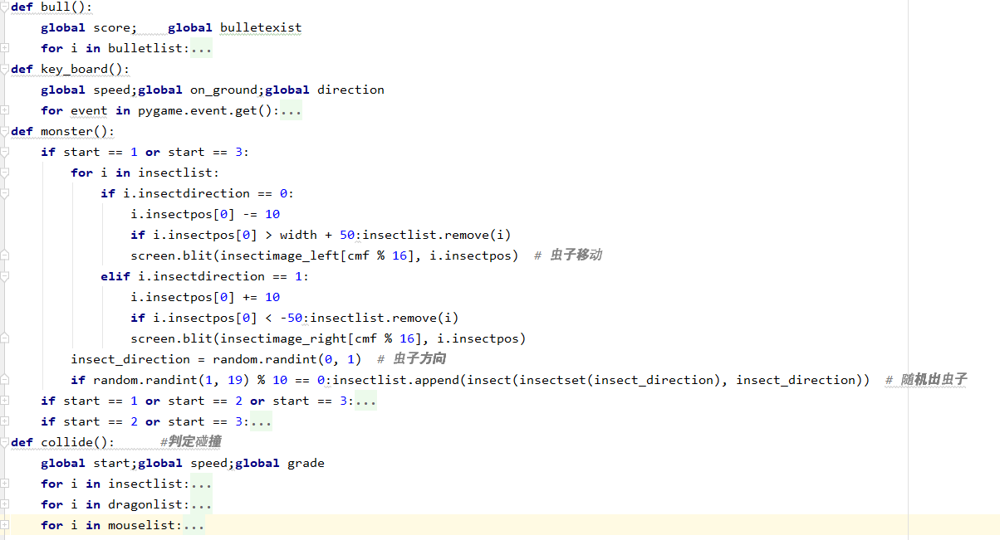 def bull():
    global score;    global bulletexist
    for i in bulletlist:...
def key_board():
    global speed;global on_ground;global direction
    for event in pygame.event.get():...
def monster():
    if start == 1 or start == 3:
        for i in insectlist:
            if i.insectdirection == 0:
                i.insectpos[0] -= 10
                if i.insectpos[0] > width + 50:insectlist.remove(i)
                screen.blit(insectimage_left[cmf % 16], i.insectpos)  # 虫子移动
            elif i.insectdirection == 1:
                i.insectpos[0] += 10
                if i.insectpos[0] < -50:insectlist.remove(i)
                screen.blit(insectimage_right[cmf % 16], i.insectpos)
        insect_direction = random.randint(0, 1)  # 虫子方向
        if random.randint(1, 19) % 10 == 0:insectlist.append(insect(insectset(insect_direction), insect_direction))  # 随机出虫子
    if start == 1 or start == 2 or start == 3:...
    if start == 2 or start == 3:...
def collide():      #判定碰撞
    global start;global speed;global grade
    for i in insectlist:...
    for i in dragonlist:...
    for i in mouselist:...